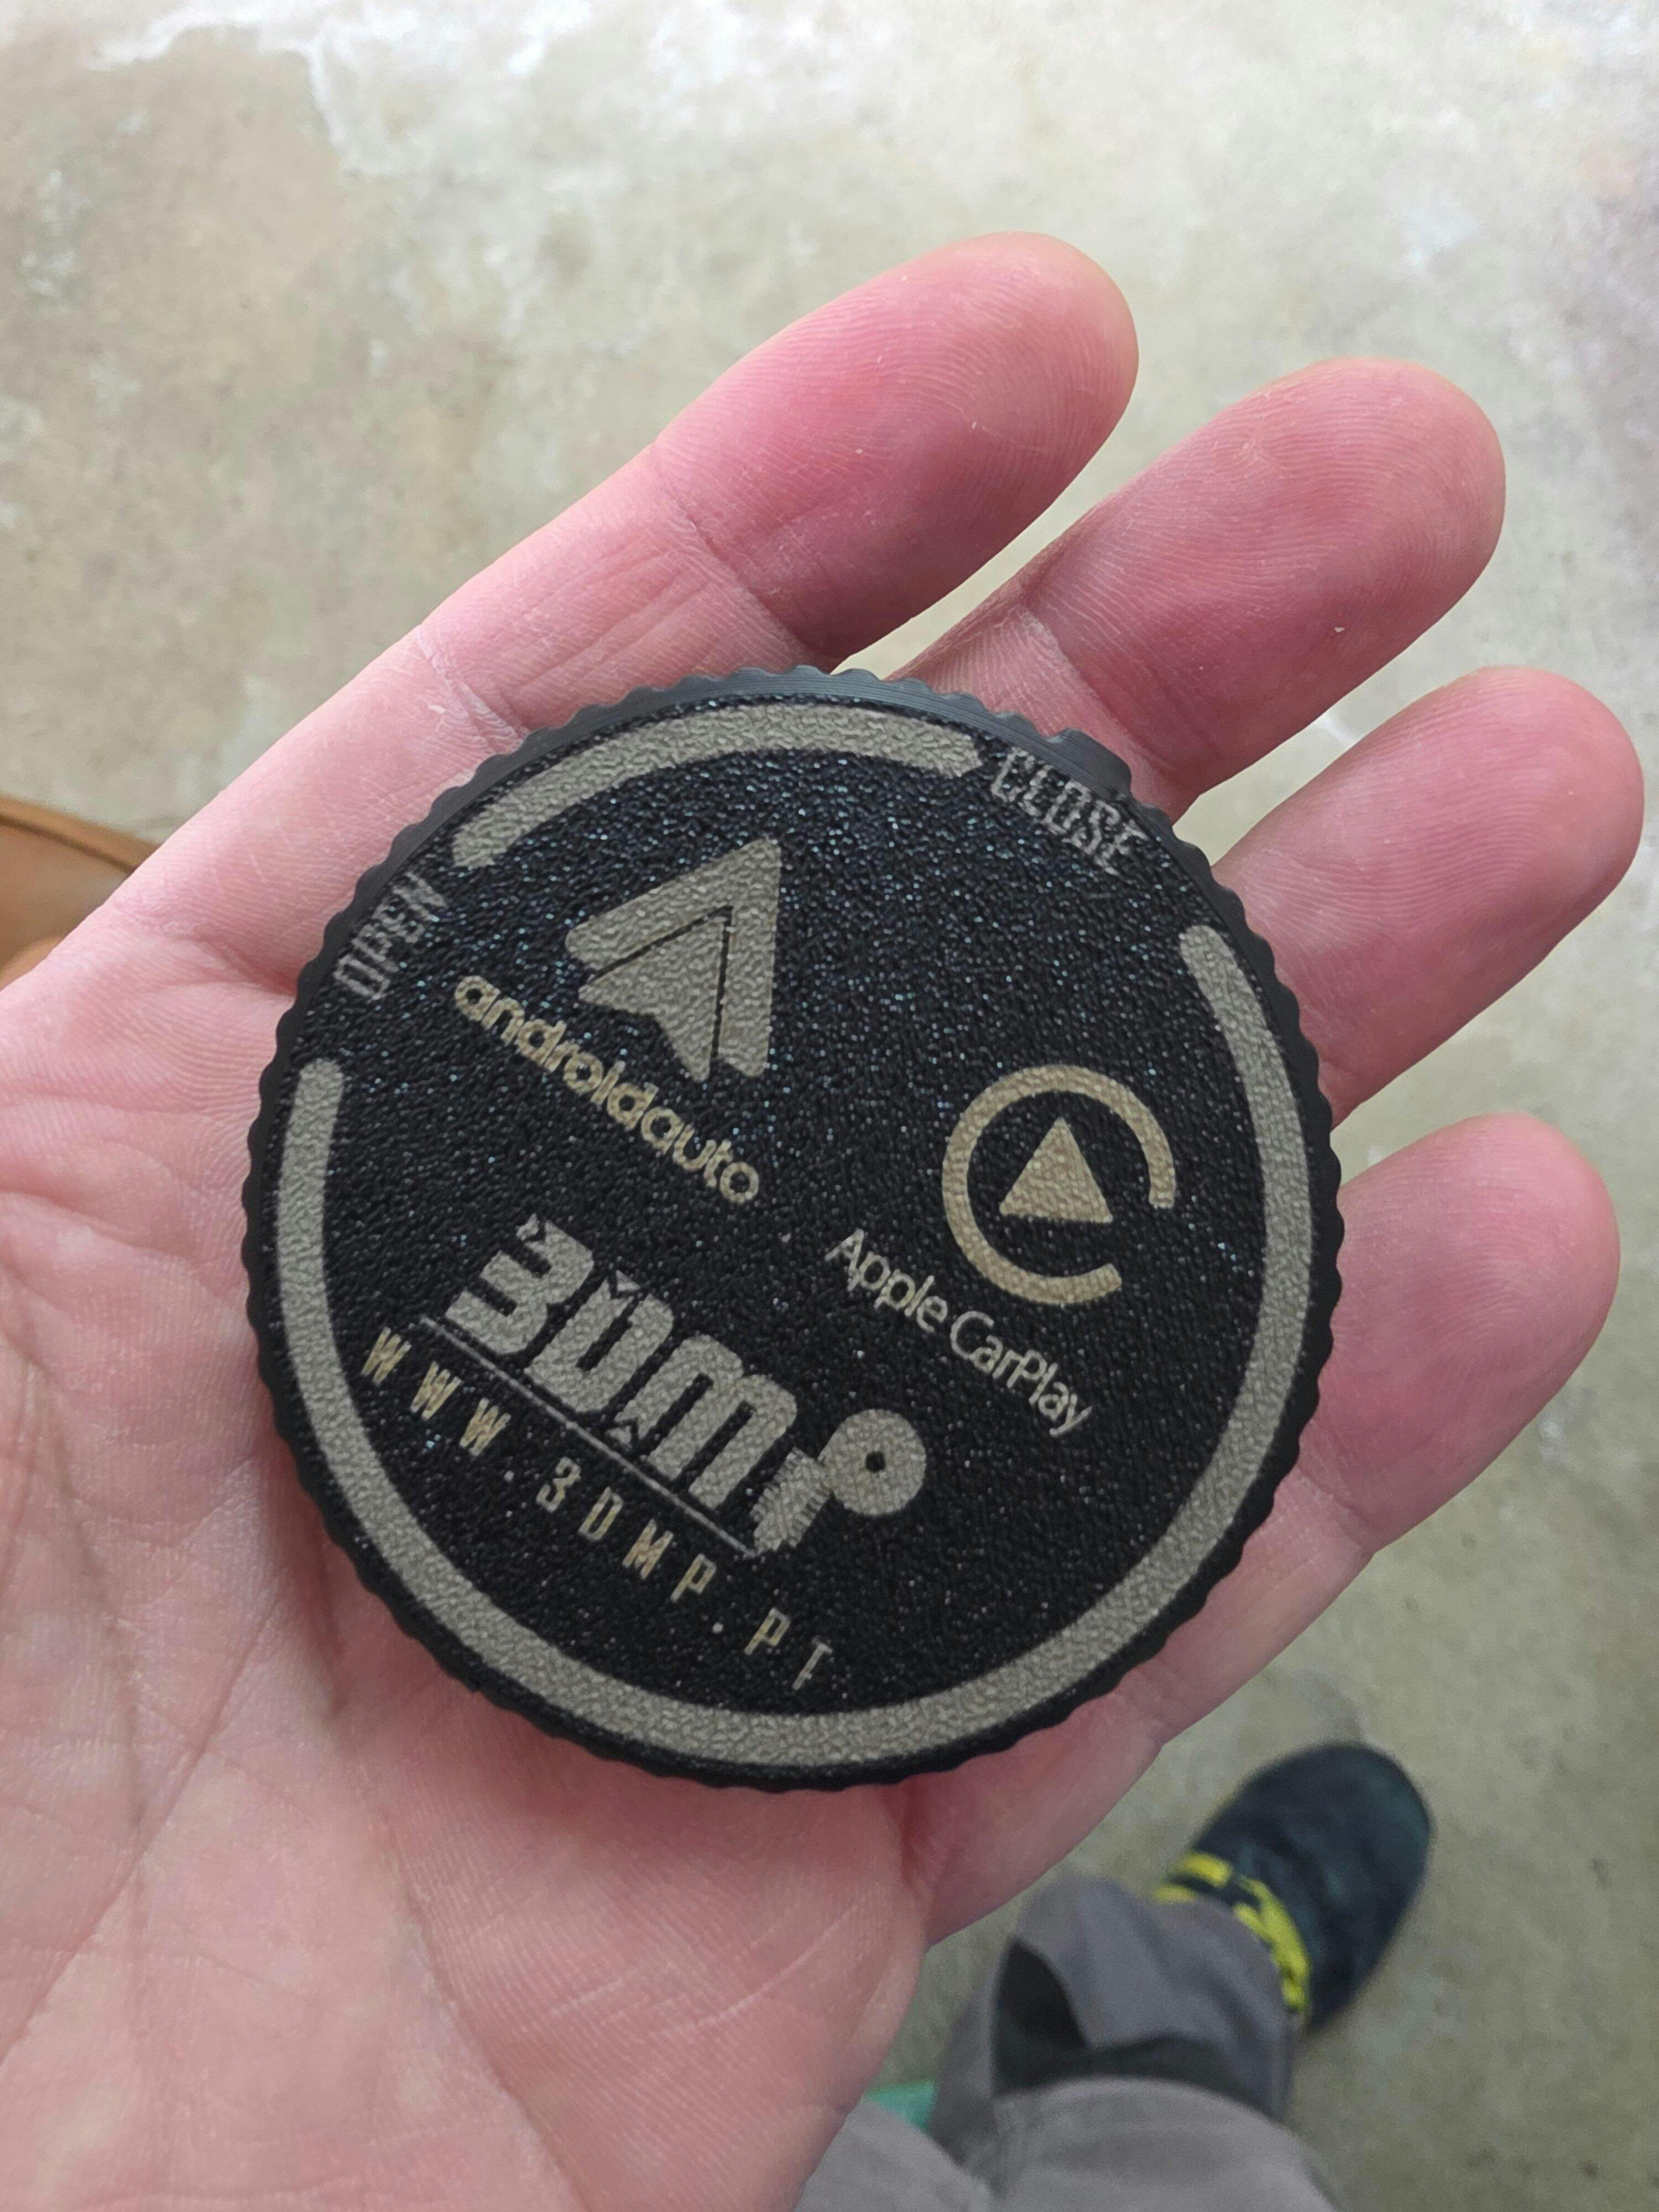 OPEN
CLOSE
androidauto
Apple CarPlay
3DMP
WWW.3DMP.PT